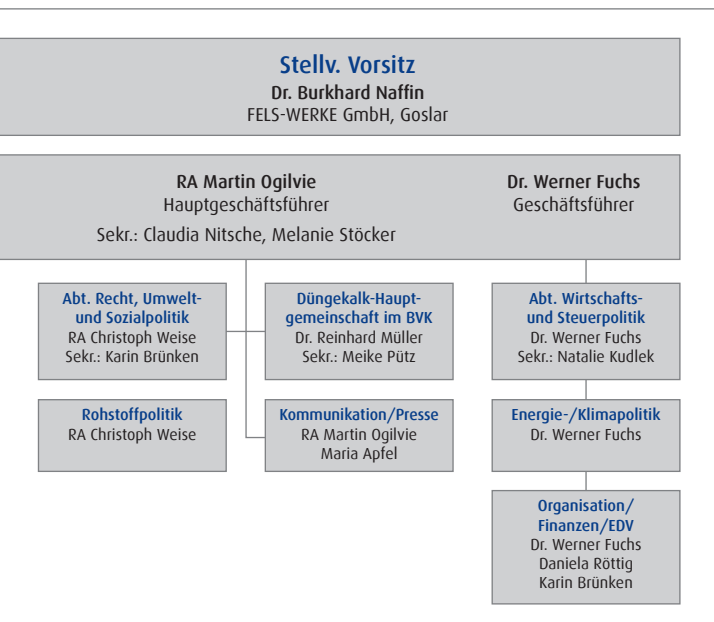 Stellv. Vorsitz
Dr. Burkhard Naffin
FELS-WERKE GmbH, Goslar
RA Martin Ogilvie
Hauptgeschäftsführer
Sekr.: Claudia Nitsche, Melanie Stöcker
Dr. Werner Fuchs
Geschäftsführer
Abt. Recht, Umwelt-
und Sozialpolitik
RA Christoph Weise
Sekr.: Karin Brünken
Düngekalk-Haupt-
gemeinschaft im BVK
Dr. Reinhard Müller
Sekr.: Meike Pütz
Abt. Wirtschafts-
und Steuerpolitik
Dr. Werner Fuchs
Sekr.: Natalie Kudlek
Rohstoffpolitik
RA Christoph Weise
Kommunikation/Presse
RA Martin Ogilvie
Maria Apfel
Energie-/Klimapolitik
Dr. Werner Fuchs
Organisation/
Finanzen/EDV
Dr. Werner Fuchs
Daniela Röttig
Karin Brünken